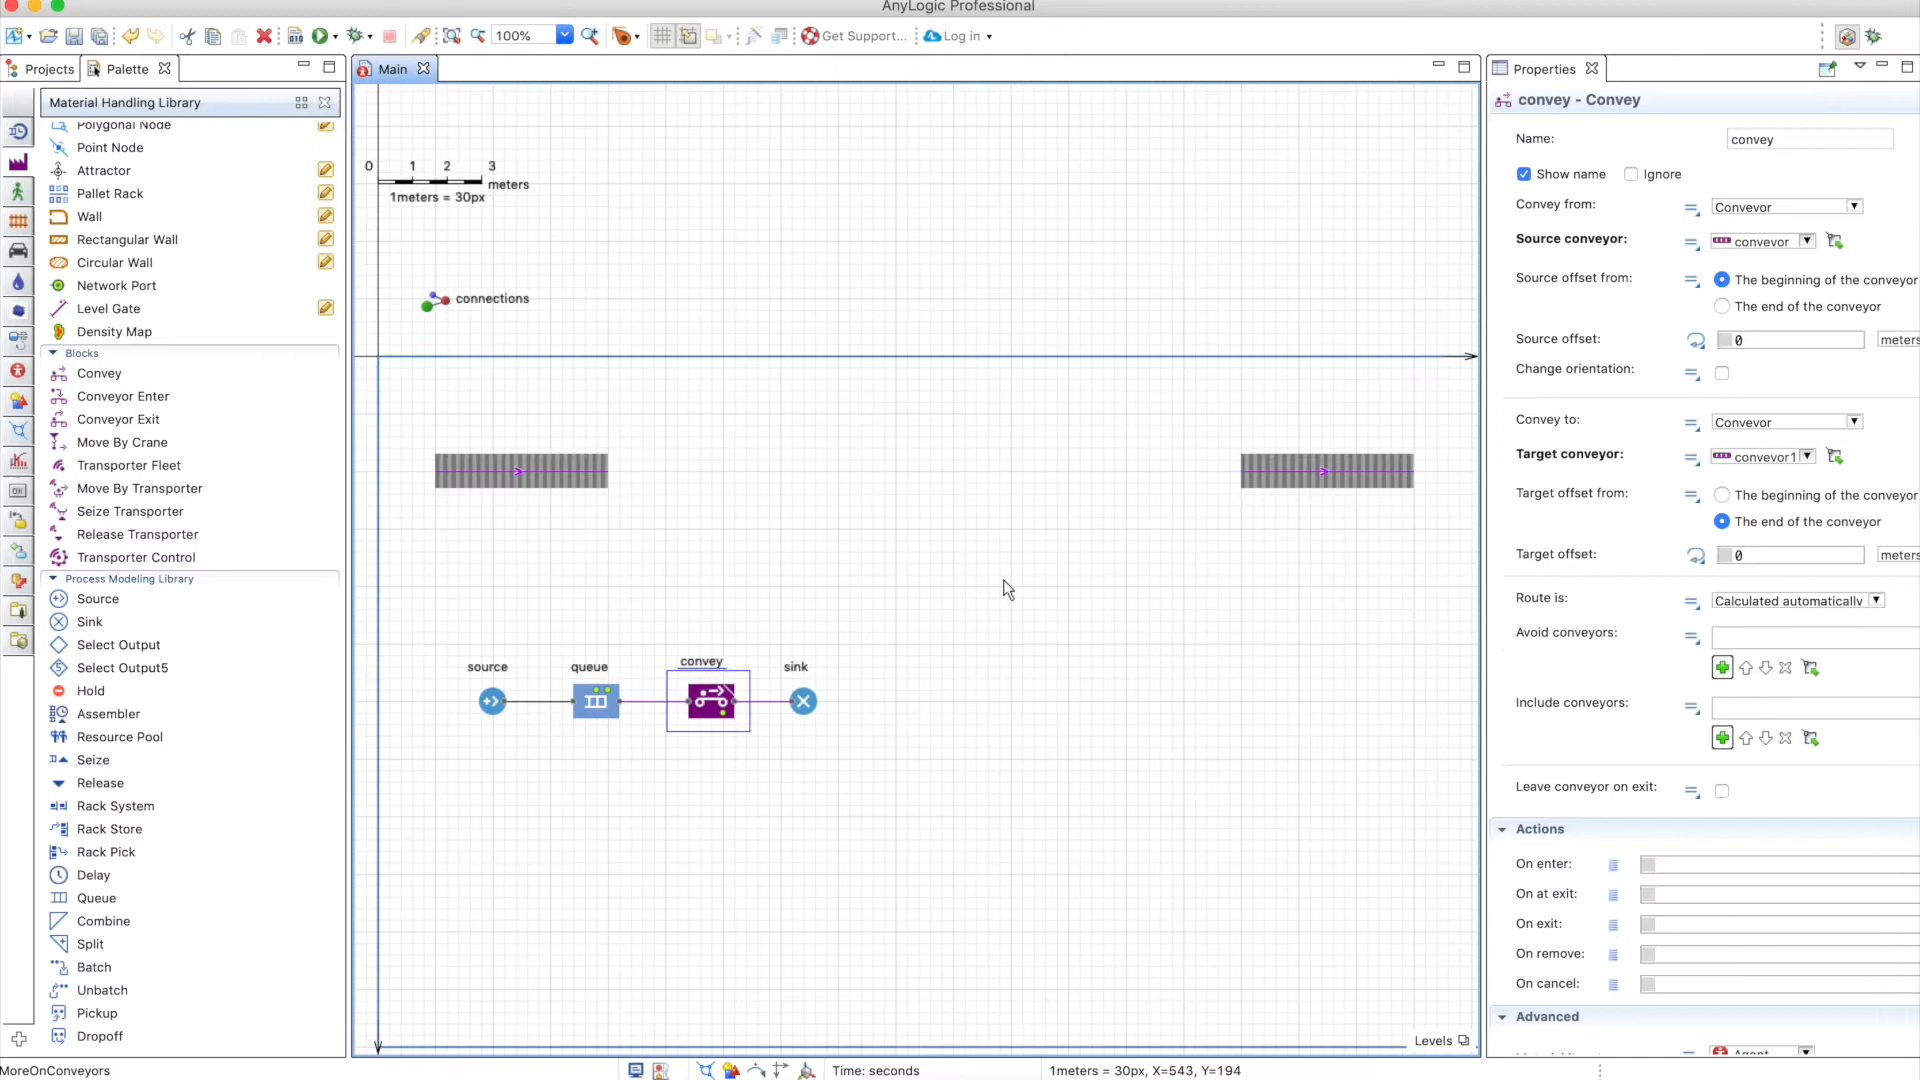 AnyLogic Professional
100%
Get Support...
Log in
Projects
Palette
Main
Properties
Material Handling Library
Polygonal Node
Point Node
Attractor
Pallet Rack
Wall
Rectangular Wall
Circular Wall
Network Port
Level Gate
Density Map
Blocks
Convey
Conveyor Enter
Conveyor Exit
Move By Crane
Transporter Fleet
Move By Transporter
Seize Transporter
Release Transporter
Transporter Control
Process Modeling Library
Source
Sink
Select Output
Select Output5
Hold
Assembler
Resource Pool
Seize
Release
Rack System
Rack Store
Rack Pick
Delay
Queue
Combine
Split
Batch
Unbatch
Pickup
Dropoff
0 1 2 3
meters
1meters = 30px
connections
source queue convey sink
Levels
convey - Convey
Name: convey
Show name Ignore
Convey from: Conveyor
Source conveyor: conveyor
Source offset from: The beginning of the conveyor
The end of the conveyor
Source offset: 0 meters
Change orientation:
Convey to: Conveyor
Target conveyor: conveyor1
Target offset from: The beginning of the conveyor
The end of the conveyor
Target offset: 0 meters
Route is: Calculated automatically
Avoid conveyors:
Include conveyors:
Leave conveyor on exit:
Actions
On enter:
On at exit:
On exit:
On remove:
On cancel:
Advanced
Agent
MoreOnConveyors
Time: seconds
1meters = 30px, X=543, Y=194